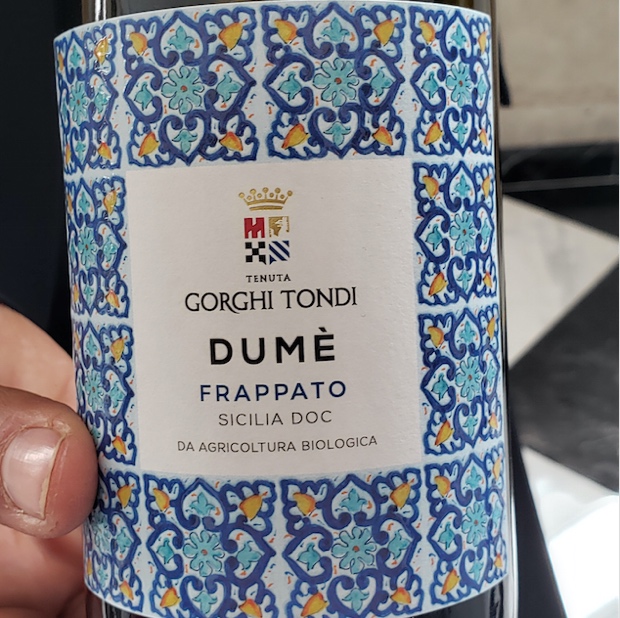 TENUTA
GORGHI TONDI
DUMÈ
FRAPPATO
SICILIA DOC
DA AGRICOLTURA BIOLOGICA